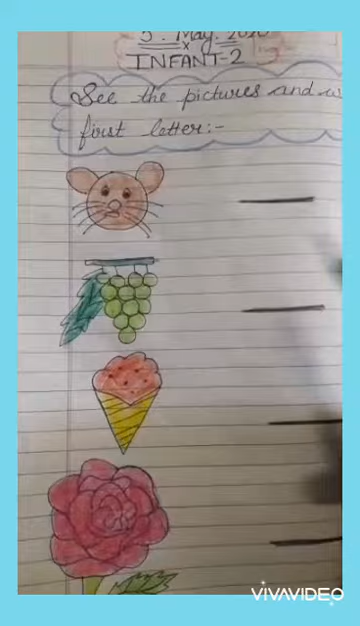 5. May. 2020
INFANT-2
See the pictures and w
first letter:-
VIVAVIDEO